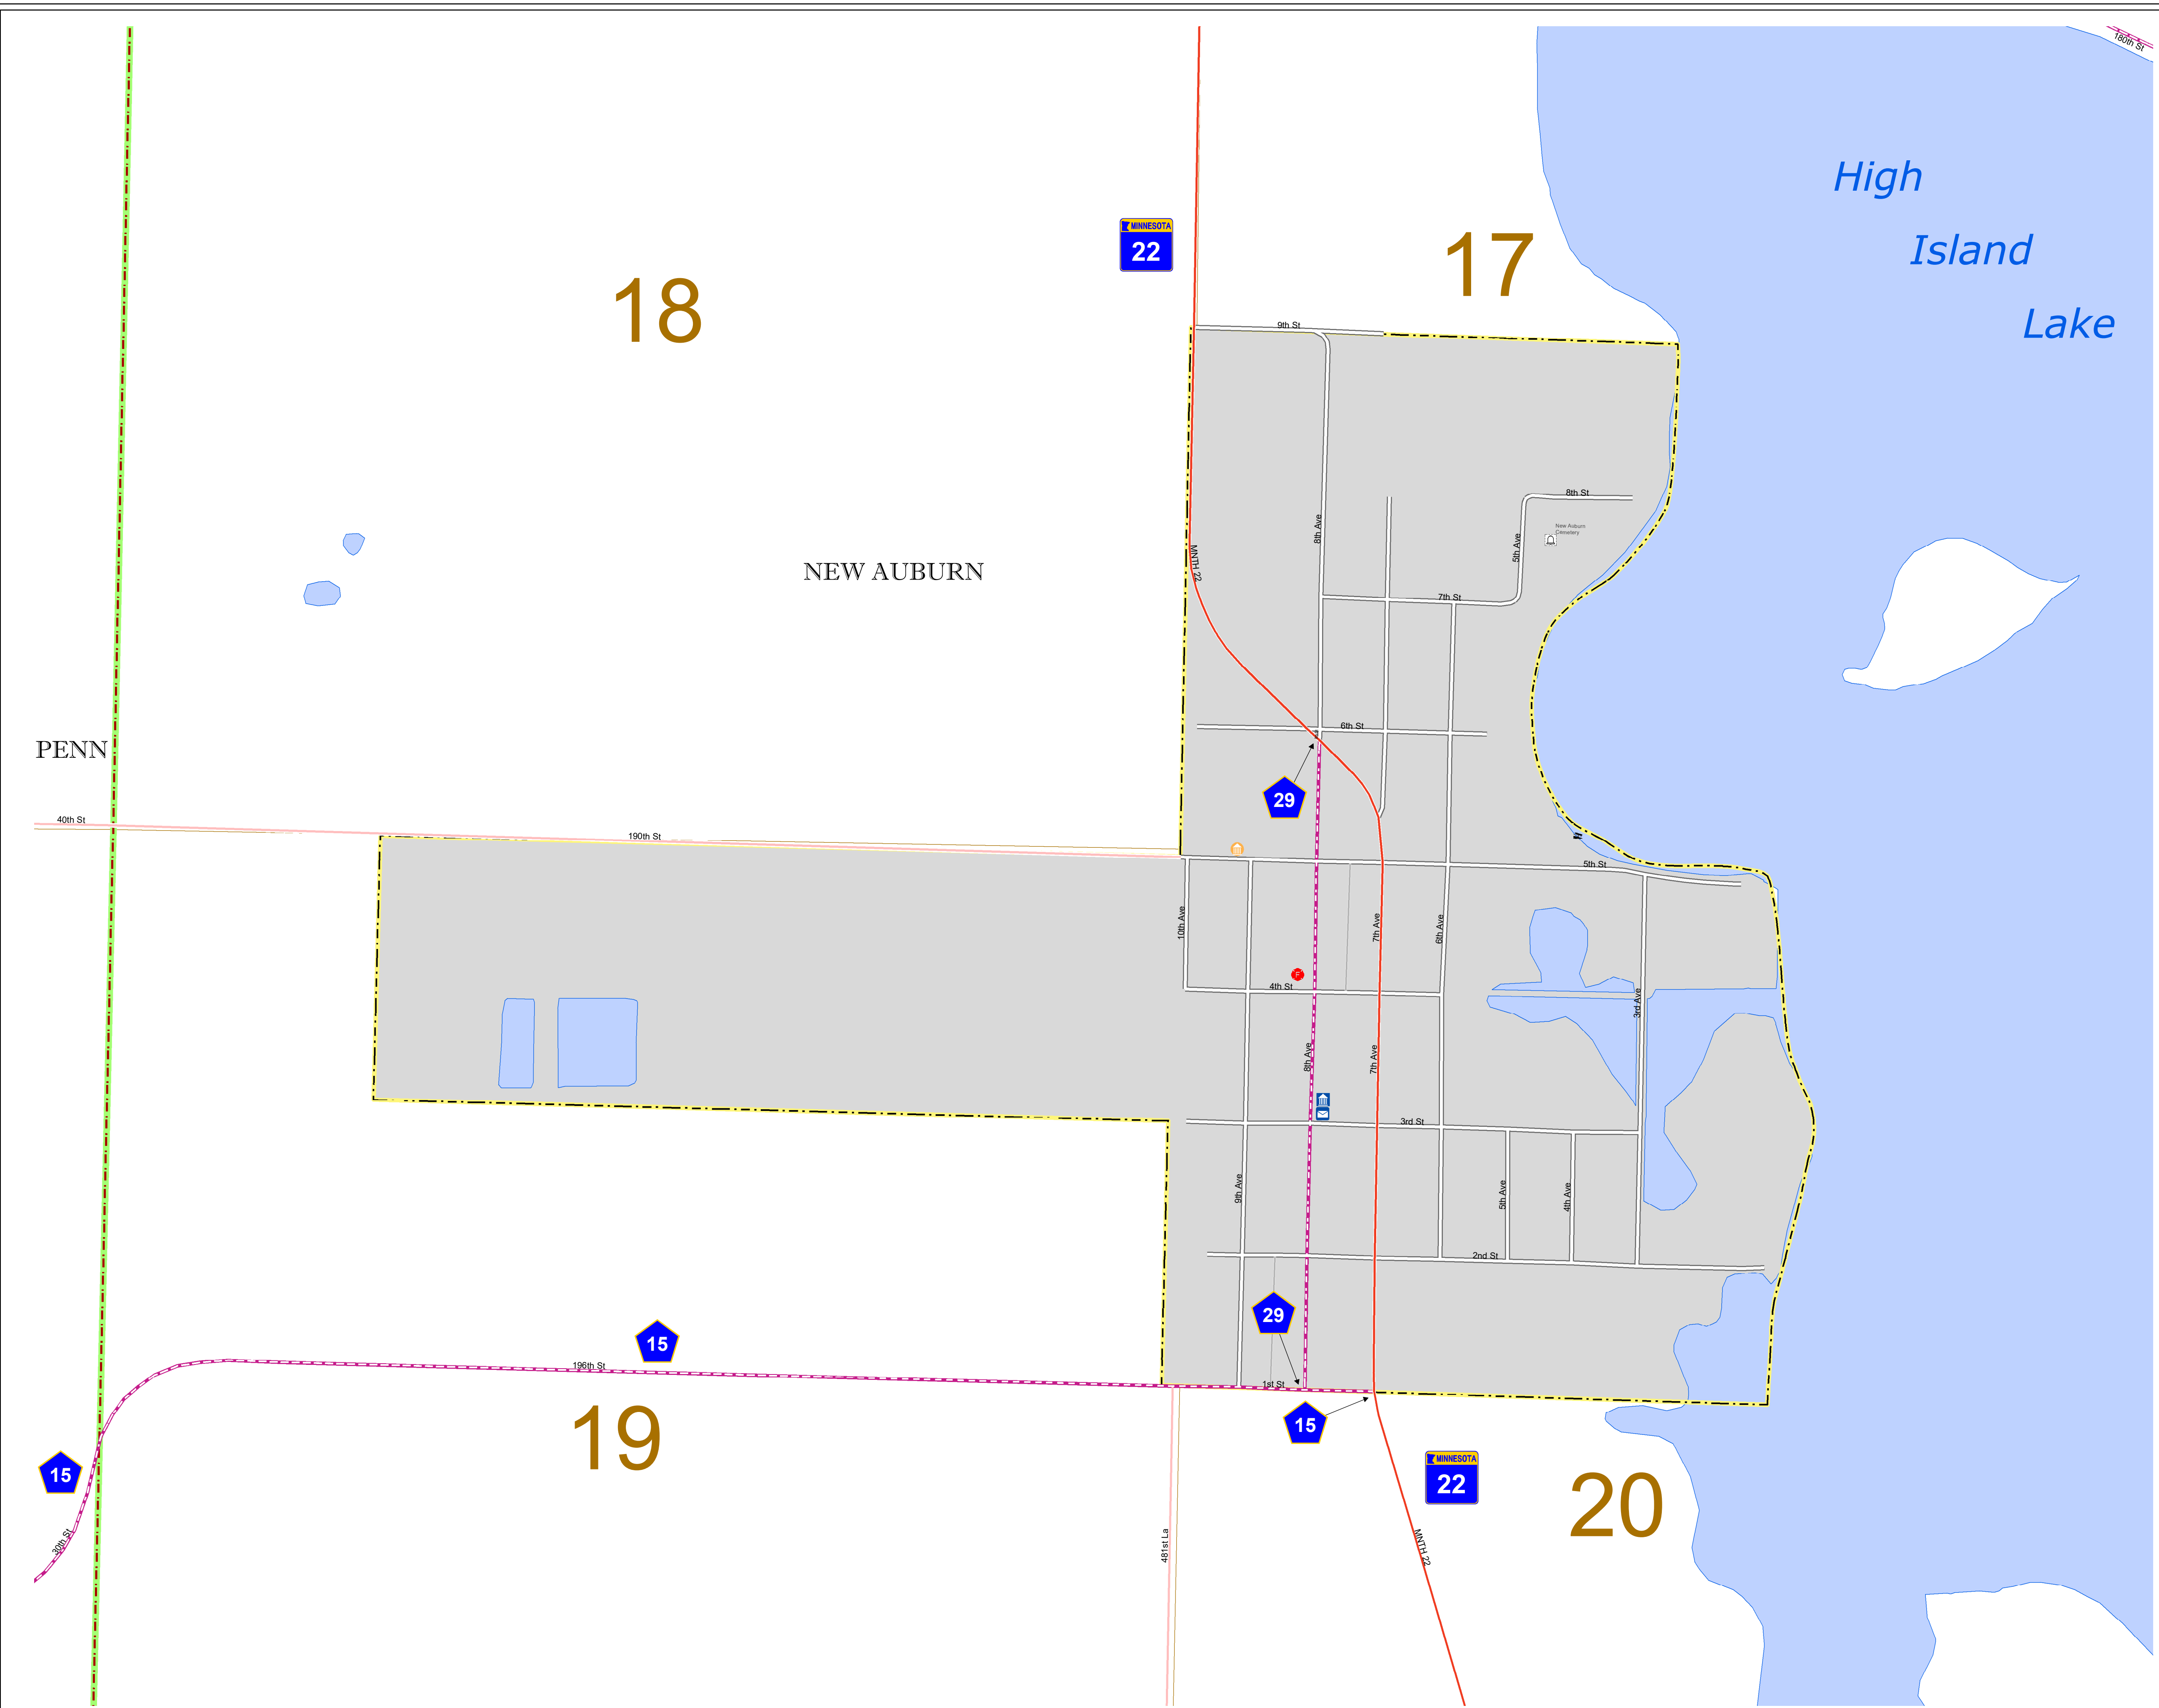 180th St
High
Island
Lake
MINNESOTA
22
17
18
9th St
8th St
New Auburn
Cemetery
8th Ave
5th Ave
MNTH 22
NEW AUBURN
7th St
6th St
PENN
29
40th St
190th St
5th St
10th Ave
7th Ave
6th Ave
F
4th St
3rd Ave
8th Ave
7th Ave
3rd St
9th Ave
5th Ave
4th Ave
2nd St
29
15
196th St
1st St
15
19
15
MINNESOTA
22
20
30th St
481st La
MNTH 22